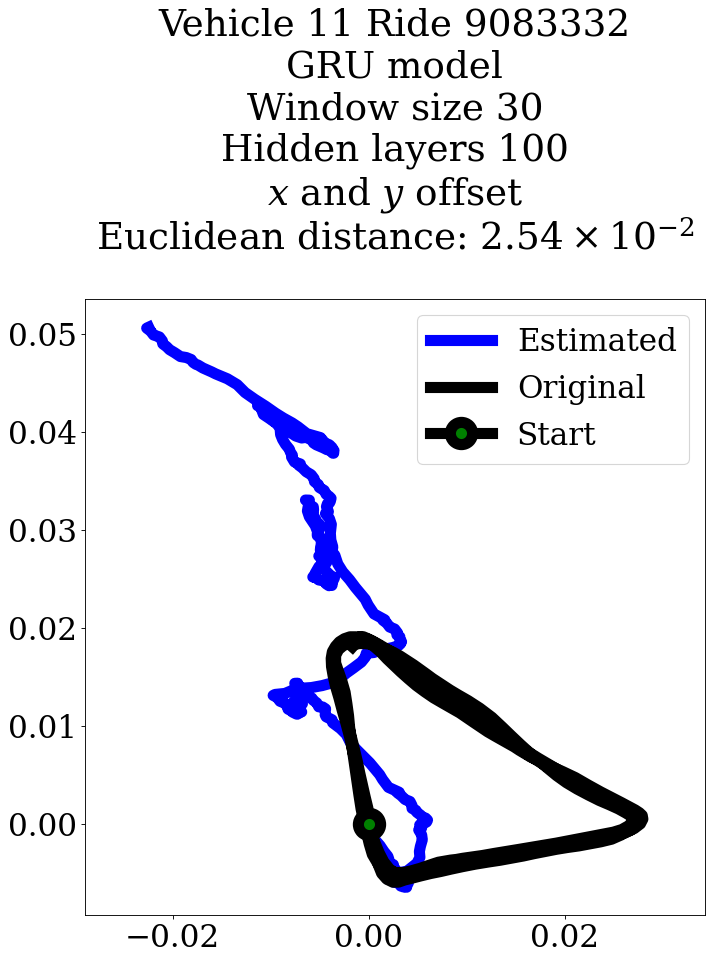 Vehicle 11 Ride 9083332
GRU model
Window size 30
Hidden layers 100
x and y offset
Euclidean distance: 2.54 × 10⁻²
Estimated
Original
Start
0.05
0.04
0.03
0.02
0.01
0.00
−0.02
0.00
0.02